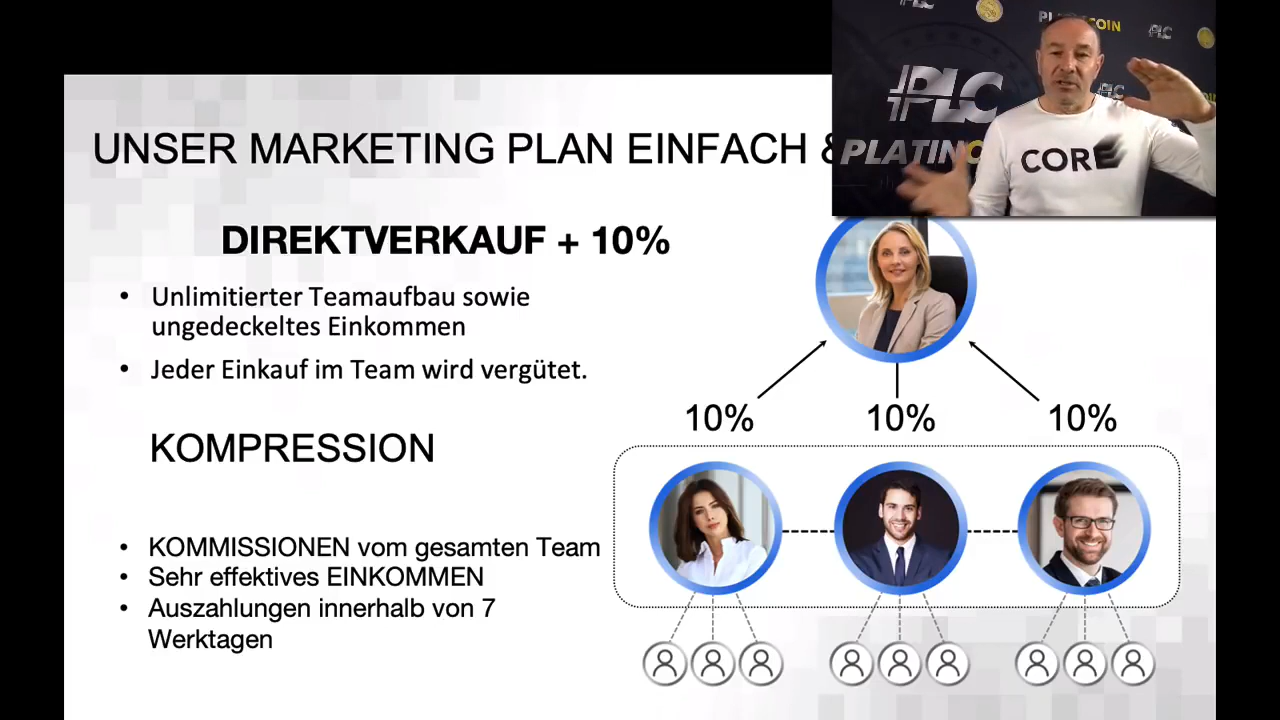 UNSER MARKETING PLAN EINFACH &
PLC
PLATIN
CORE
DIREKTVERKAUF + 10%
• Unlimitierter Teamaufbau sowie
ungedeckeltes Einkommen
• Jeder Einkauf im Team wird vergütet.
10% 10% 10%
KOMPRESSION
• KOMMISSIONEN vom gesamten Team
• Sehr effektives EINKOMMEN
• Auszahlungen innerhalb von 7
Werktagen